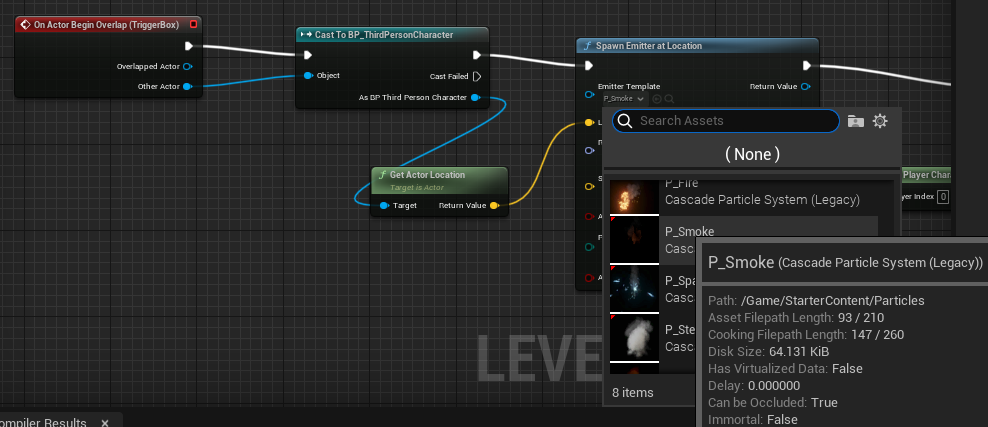 On Actor Begin Overlap (TriggerBox)
Overlapped Actor
Other Actor
Cast To BP_ThirdPersonCharacter
Object
Cast Failed
As BP Third Person Character
Get Actor Location
Target is Actor
Target
Return Value
Spawn Emitter at Location
Emitter Template
Return Value
P_Smoke
L
S
A
A
Search Assets
( None )
P_Fire
Cascade Particle System (Legacy)
P_Smoke
Casc
P_Spa
Casc
P_Ste
Casc
8 items
Player Char
yer Index 0
P_Smoke (Cascade Particle System (Legacy))
Path: /Game/StarterContent/Particles
Asset Filepath Length: 93 / 210
Cooking Filepath Length: 147 / 260
Disk Size: 64.131 KiB
Has Virtualized Data: False
Delay: 0.000000
Can be Occluded: True
Immortal: False
LEVE
ompiler Results